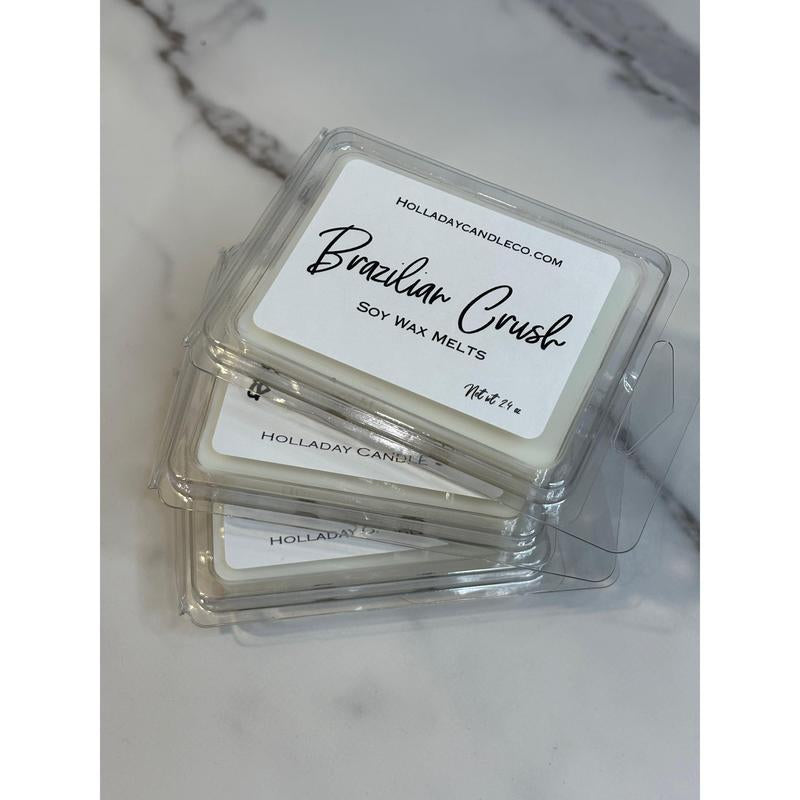 HOLLADAYCANDLECO.COM
Brazilian Crush
SOY WAX MELTS
Net wt 2.4 oz
HOLLADAY CANDLE
HOLLADAY